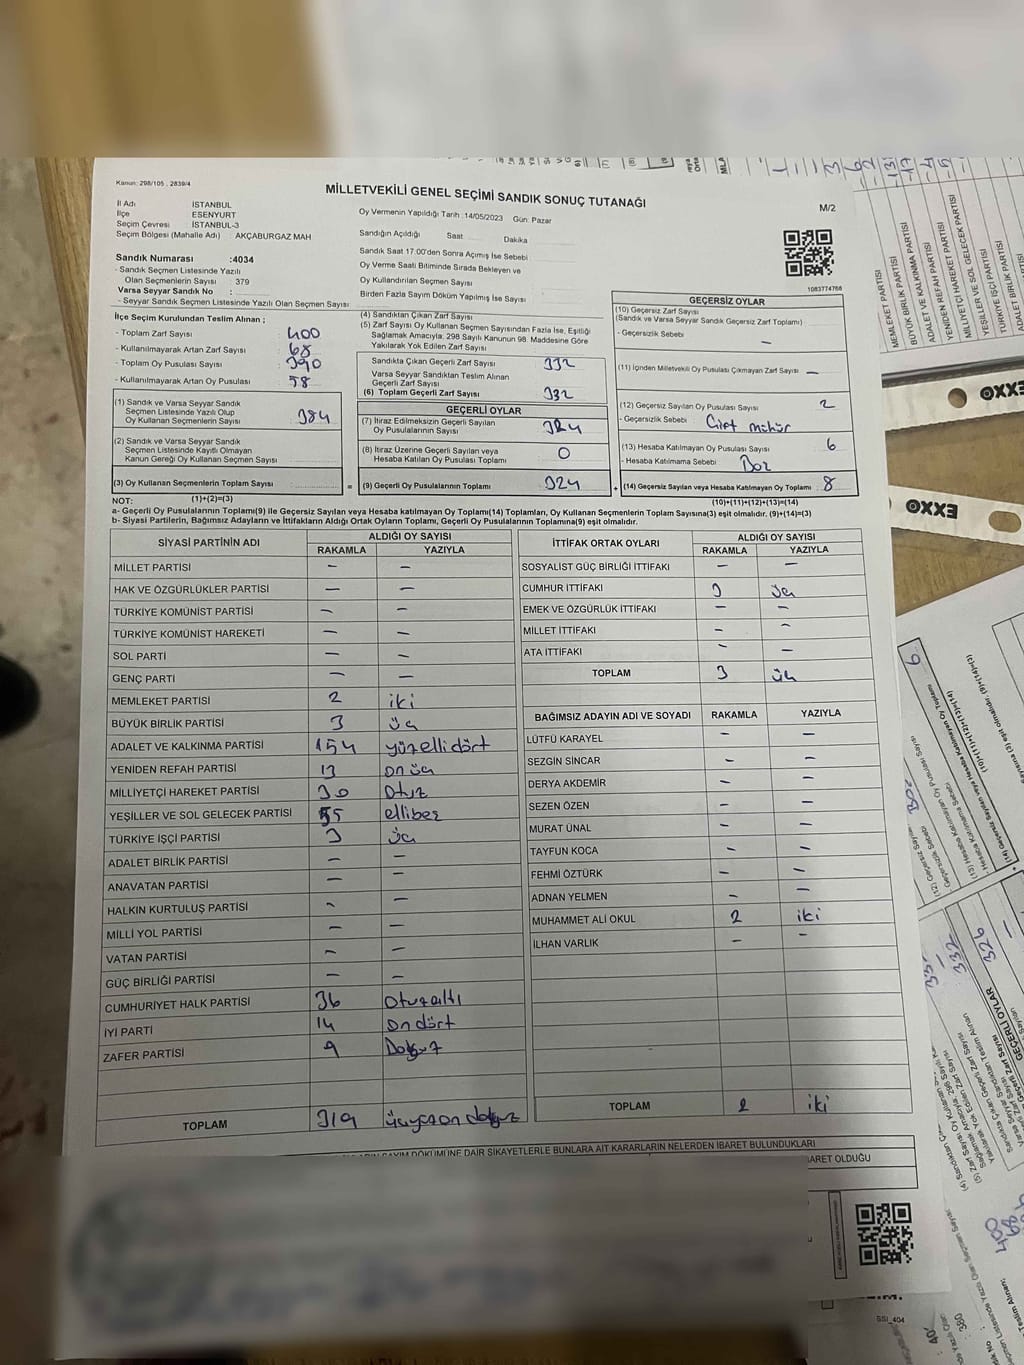 Kanun: 298/105 , 2839/4
MİLLETVEKİLİ GENEL SEÇİMİ SANDIK SONUÇ TUTANAĞI
M/2
İl Adı İSTANBUL
İlçe ESENYURT
Seçim Çevresi İSTANBUL-3
Seçim Bölgesi (Mahalle Adı) : AKÇABURGAZ MAH
Oy Vermenin Yapıldığı Tarih :14/05/2023 Gün: Pazar
Sandığın Açıldığı Saat Dakika
Sandık Saat 17:00'den Sonra Açımış İse Sebebi
Oy Verme Saati Bitiminde Sırada Bekleyen ve
Oy Kullandırılan Seçmen Sayısı
Birden Fazla Sayım Döküm Yapılmış İse Sayısı
1083774766
Sandık Numarası :4034
- Sandık Seçmen Listesinde Yazılı
Olan Seçmenlerin Sayısı : 379
Varsa Seyyar Sandık No :
- Seyyar Sandık Seçmen Listesinde Yazılı Olan Seçmen Sayısı
İlçe Seçim Kurulundan Teslim Alınan ;
- Toplam Zarf Sayısı : 400
- Kullanılmayarak Artan Zarf Sayısı : 68
- Toplam Oy Pusulası Sayısı : 390
- Kullanılmayarak Artan Oy Pusulası : 58
(1) Sandık ve Varsa Seyyar Sandık
Seçmen Listesinde Yazılı Olup
Oy Kullanan Seçmenlerin Sayısı 384
(2) Sandık ve Varsa Seyyar Sandık
Seçmen Listesinde Kayıtlı Olmayan
Kanun Gereği Oy Kullanan Seçmen Sayısı
(3) Oy Kullanan Seçmenlerin Toplam Sayısı
(1)+(2)=(3)
(4) Sandıktan Çıkan Zarf Sayısı
(5) Zarf Sayısı Oy Kullanan Seçmen Sayısından Fazla İse, Eşitliği
Sağlamak Amacıyla, 298 Sayılı Kanunun 98. Maddesine Göre
Yakılarak Yok Edilen Zarf Sayısı
Sandıkta Çıkan Geçerli Zarf Sayısı 332
Varsa Seyyar Sandıktan Teslim Alınan
Geçerli Zarf Sayısı
(6) Toplam Geçerli Zarf Sayısı 332
GEÇERLİ OYLAR
(7) İtiraz Edilmeksizin Geçerli Sayılan
Oy Pusulalarının Sayısı 324
(8) İtiraz Üzerine Geçerli Sayılan veya
Hesaba Katılan Oy Pusulası Toplamı 0
= (9) Geçerli Oy Pusulalarının Toplamı 324
GEÇERSİZ OYLAR
(10) Geçersiz Zarf Sayısı
(Sandık ve Varsa Seyyar Sandık Geçersiz Zarf Toplamı)
- Geçersizlik Sebebi —
(11) İçinden Milletvekili Oy Pusulası Çıkmayan Zarf Sayısı —
(12) Geçersiz Sayılan Oy Pusulası Sayısı 2
- Geçersizlik Sebebi Çift mühür
(13) Hesaba Katılmayan Oy Pusulası Sayısı 6
- Hesaba Katılmama Sebebi Boz
+ (14) Geçersiz Sayılan veya Hesaba Katılmayan Oy Toplamı 8
(10)+(11)+(12)+(13)=(14)
NOT:
a- Geçerli Oy Pusulaları Toplamı(9) ile Geçersiz Sayılan veya Hesaba katılmayan Oy Toplamı(14) Toplamları, Oy Kullanan Seçmenlerin Toplam Sayısına(3) eşit olmalıdır. (9)+(14)=(3)
b- Siyasi Partilerin, Bağımsız Adayların ve İttifakların Aldığı Ortak Oyların Toplamı, Geçerli Oy Pusulalarının Toplamına(9) eşit olmalıdır.
SİYASİ PARTİNİN ADI ALDIĞI OY SAYISI
RAKAMLA YAZIYLA
MİLLET PARTİSİ — —
HAK VE ÖZGÜRLÜKLER PARTİSİ — —
TÜRKİYE KOMÜNİST PARTİSİ — —
TÜRKİYE KOMÜNİST HAREKETİ — —
SOL PARTİ — —
GENÇ PARTİ — —
MEMLEKET PARTİSİ 2 iki
BÜYÜK BİRLİK PARTİSİ 3 üç
ADALET VE KALKINMA PARTİSİ 154 yüzellidört
YENİDEN REFAH PARTİSİ 13 on üç
MİLLİYETÇİ HAREKET PARTİSİ 30 Otuz
YEŞİLLER VE SOL GELECEK PARTİSİ 55 ellibeş
TÜRKİYE İŞÇİ PARTİSİ 3 üç
ADALET BİRLİK PARTİSİ — —
ANAVATAN PARTİSİ — —
HALKIN KURTULUŞ PARTİSİ — —
MİLLİ YOL PARTİSİ — —
VATAN PARTİSİ — —
GÜÇ BİRLİĞİ PARTİSİ — —
CUMHURİYET HALK PARTİSİ 36 Otuzaltı
İYİ PARTİ 14 on dört
ZAFER PARTİSİ 9 Dokuz
TOPLAM 319 üçyüzon dokuz
İTTİFAK ORTAK OYLARI ALDIĞI OY SAYISI
RAKAMLA YAZIYLA
SOSYALİST GÜÇ BİRLİĞİ İTTİFAKI — —
CUMHUR İTTİFAKI 3 üç
EMEK VE ÖZGÜRLÜK İTTİFAKI — —
MİLLET İTTİFAKI — —
ATA İTTİFAKI — —
TOPLAM 3 üç
BAĞIMSIZ ADAYIN ADI VE SOYADI RAKAMLA YAZIYLA
LÜTFÜ KARAYEL — —
SEZGİN SİNCAR — —
DERYA AKDEMİR — —
SEZEN ÖZEN — —
MURAT ÜNAL — —
TAYFUN KOCA — —
FEHMİ ÖZTÜRK — —
ADNAN YELMEN — —
MUHAMMET ALİ OKUL 2 iki
İLHAN VARLIK — —
TOPLAM 2 iki
SAYIM DÖKÜMÜNE DAİR ŞİKAYETLERLE BUNLARA AİT KARARLARIN NELERDEN İBARET BULUNDUKLARI
BARET OLDUĞU
SSI_404
MEMLEKET PARTİSİ
BÜYÜK BİRLİK PARTİSİ
ADALET VE KALKINMA PARTİSİ
YENİDEN REFAH PARTİSİ
MİLLİYETÇİ HAREKET PARTİSİ
YEŞİLLER VE SOL GELECEK PARTİSİ
TÜRKİYE İŞÇİ PARTİSİ
ADALET BİRLİK PARTİSİ
EXXO
EXXO